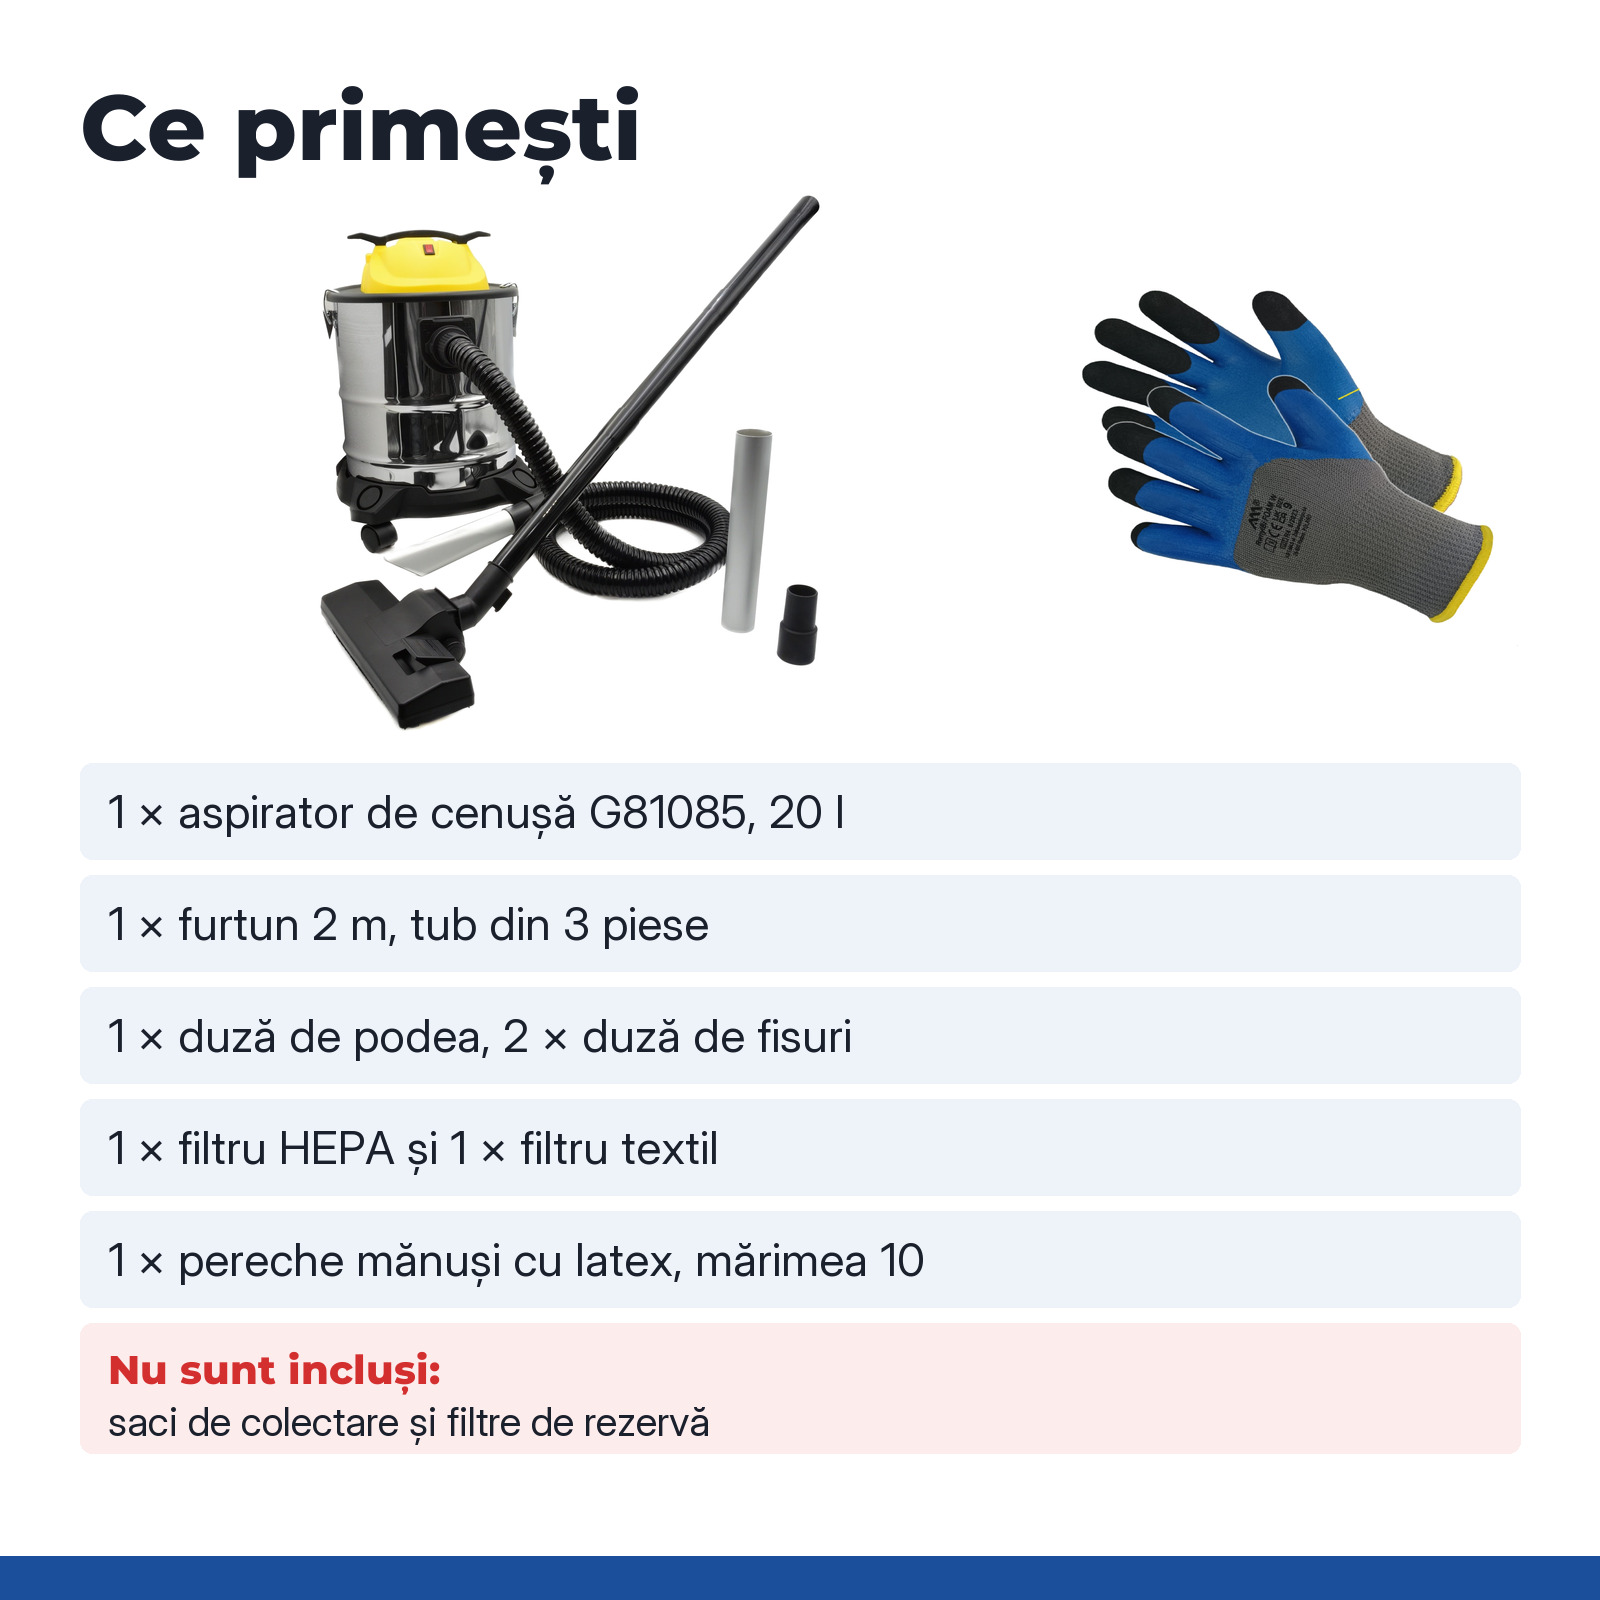 Ce primești
1 × aspirator de cenușă G81085, 20 l
1 × furtun 2 m, tub din 3 piese
1 × duză de podea, 2 × duză de fisuri
1 × filtru HEPA și 1 × filtru textil
1 × pereche mănuși cu latex, mărimea 10
Nu sunt incluși:
saci de colectare și filtre de rezervă